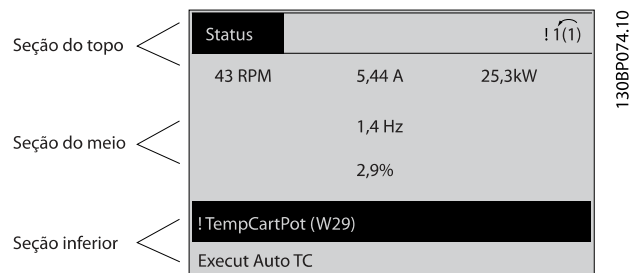 Seção do topo
Status
! 1(1)
43 RPM 5,44 A 25,3kW
Seção do meio
1,4 Hz
2,9%
! TempCartPot (W29)
Seção inferior
Execut Auto TC
130BP074.10